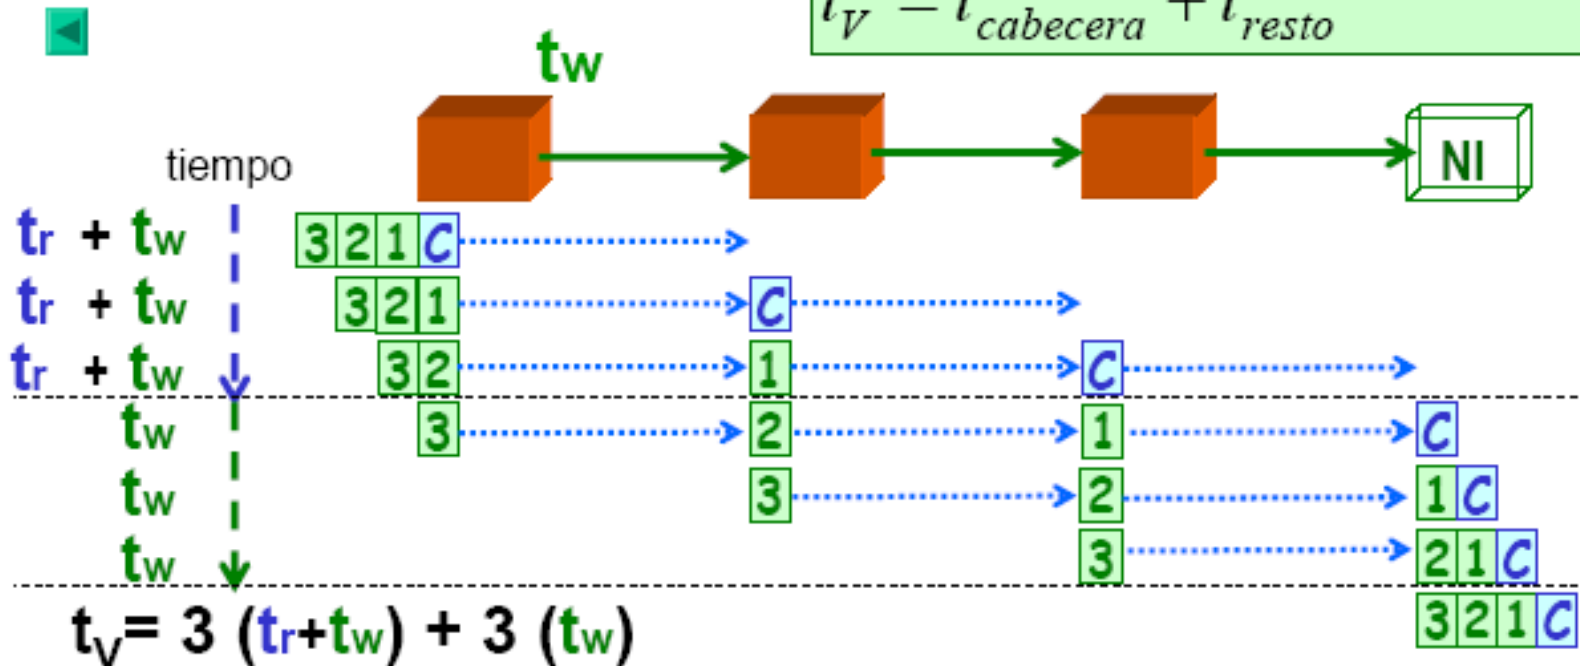 t_V = t_cabecera + t_resto
tw
NI
tiempo
tr + tw 3 2 1 C
tr + tw 3 2 1 C
tr + tw 3 2 1 C
tw 3 2 1 C
tw 3 2 1 C
tw 3 2 1 C
3 2 1 C
tV= 3 (tr+tw) + 3 (tw)